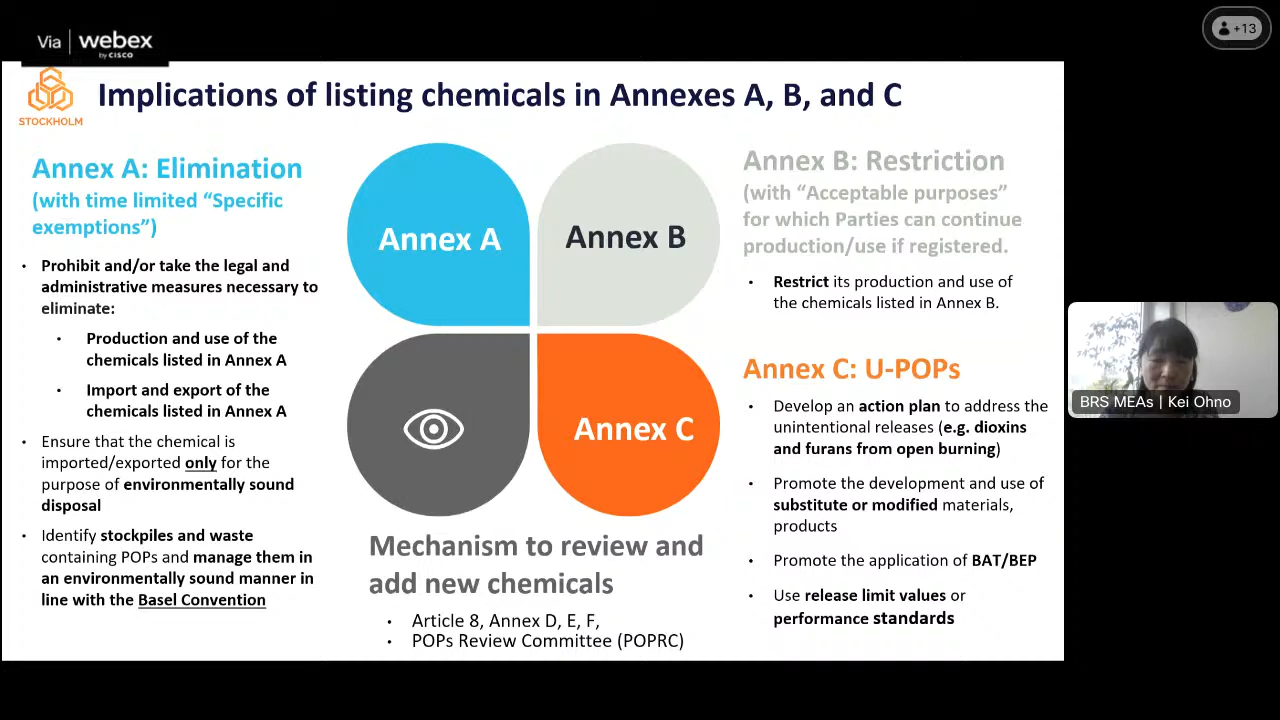 Via | webex
by CISCO
+13
STOCKHOLM
Implications of listing chemicals in Annexes A, B, and C
Annex A: Elimination
(with time limited “Specific
exemptions”)
• Prohibit and/or take the legal and
administrative measures necessary to
eliminate:
• Production and use of the
chemicals listed in Annex A
• Import and export of the
chemicals listed in Annex A
• Ensure that the chemical is
imported/exported only for the
purpose of environmentally sound
disposal
• Identify stockpiles and waste
containing POPs and manage them in
an environmentally sound manner in
line with the Basel Convention
Annex A
Annex B
Annex C
Mechanism to review and
add new chemicals
• Article 8, Annex D, E, F,
• POPs Review Committee (POPRC)
Annex B: Restriction
(with “Acceptable purposes”
for which Parties can continue
production/use if registered.
• Restrict its production and use of
the chemicals listed in Annex B.
Annex C: U-POPs
• Develop an action plan to address the
unintentional releases (e.g. dioxins
and furans from open burning)
• Promote the development and use of
substitute or modified materials,
products
• Promote the application of BAT/BEP
• Use release limit values or
performance standards
BRS MEAs | Kei Ohno